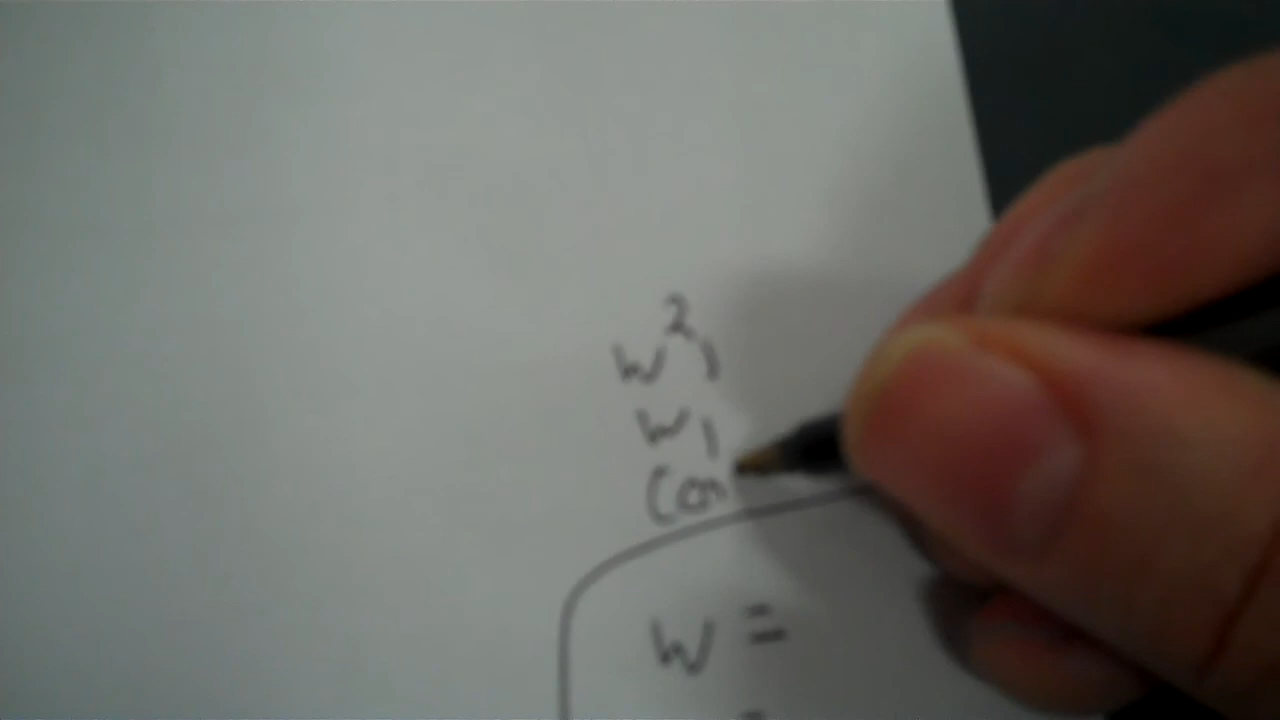 w²,
w,
Con
w =